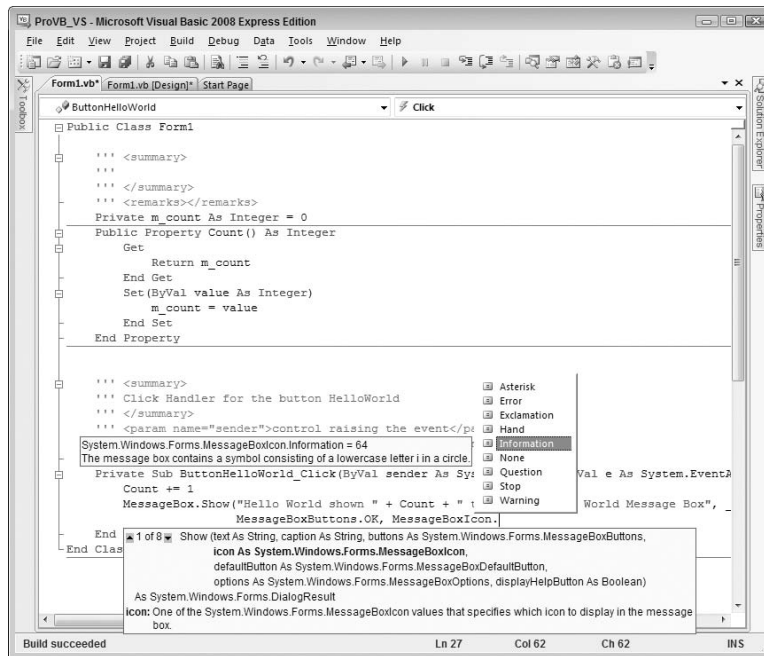 ProVB_VS - Microsoft Visual Basic 2008 Express Edition
File Edit View Project Build Debug Data Tools Window Help
Form1.vb* Form1.vb [Design]* Start Page
Toolbox
Solution Explorer
Properties
ButtonHelloWorld Click
Public Class Form1
''' <summary>
'''
''' </summary>
''' <remarks></remarks>
Private m_count As Integer = 0
Public Property Count() As Integer
Get
Return m_count
End Get
Set(ByVal value As Integer)
m_count = value
End Set
End Property
''' <summary>
''' Click Handler for the button HelloWorld
''' </summary>
''' <param name="sender">control raising the event</pa
Asterisk
Error
Exclamation
Hand
Information
None
Question
Stop
Warning
System.Windows.Forms.MessageBoxIcon.Information = 64
The message box contains a symbol consisting of a lowercase letter i in a circle.
Private Sub ButtonHelloWorld_Click(ByVal sender As Sys Val e As System.EventA
Count += 1
MessageBox.Show("Hello World shown " + Count + " t World Message Box", _
MessageBoxButtons.OK, MessageBoxIcon.
End
End Clas
1 of 8 Show (text As String, caption As String, buttons As System.Windows.Forms.MessageBoxButtons,
icon As System.Windows.Forms.MessageBoxIcon,
defaultButton As System.Windows.Forms.MessageBoxDefaultButton,
options As System.Windows.Forms.MessageBoxOptions, displayHelpButton As Boolean)
As System.Windows.Forms.DialogResult
icon: One of the System.Windows.Forms.MessageBoxIcon values that specifies which icon to display in the message
box.
Build succeeded Ln 27 Col 62 Ch 62 INS